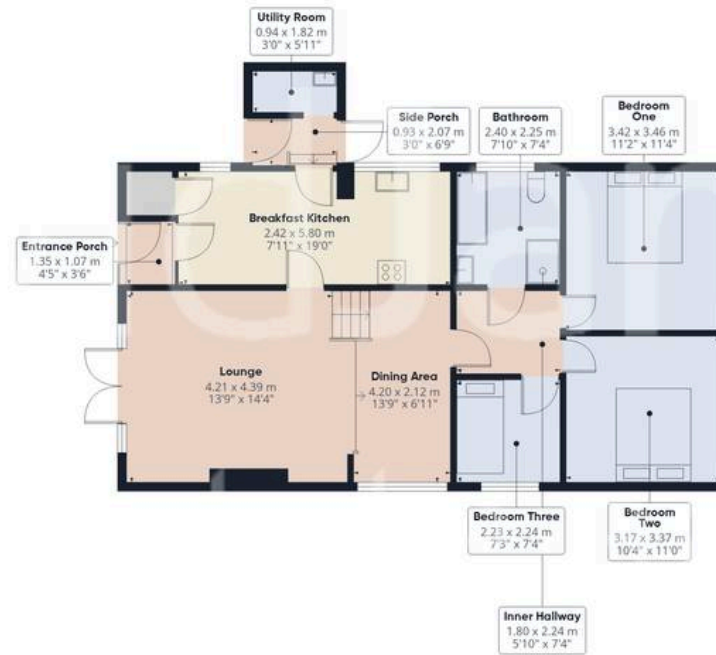 Utility Room
0.94 x 1.82 m
3'0" x 5'11"
Side Porch
0.93 x 2.07 m
3'0" x 6'9"
Bathroom
2.40 x 2.25 m
7'10" x 7'4"
Bedroom
One
3.42 x 3.46 m
11'2" x 11'4"
Breakfast Kitchen
2.42 x 5.80 m
7'11" x 19'0"
Entrance Porch
1.35 x 1.07 m
4'5" x 3'6"
Lounge
4.21 x 4.39 m
13'9" x 14'4"
Dining Area
4.20 x 2.12 m
13'9" x 6'11"
Bedroom Three
2.23 x 2.24 m
7'3" x 7'4"
Bedroom
Two
3.17 x 3.37 m
10'4" x 11'0"
Inner Hallway
1.80 x 2.24 m
5'10" x 7'4"